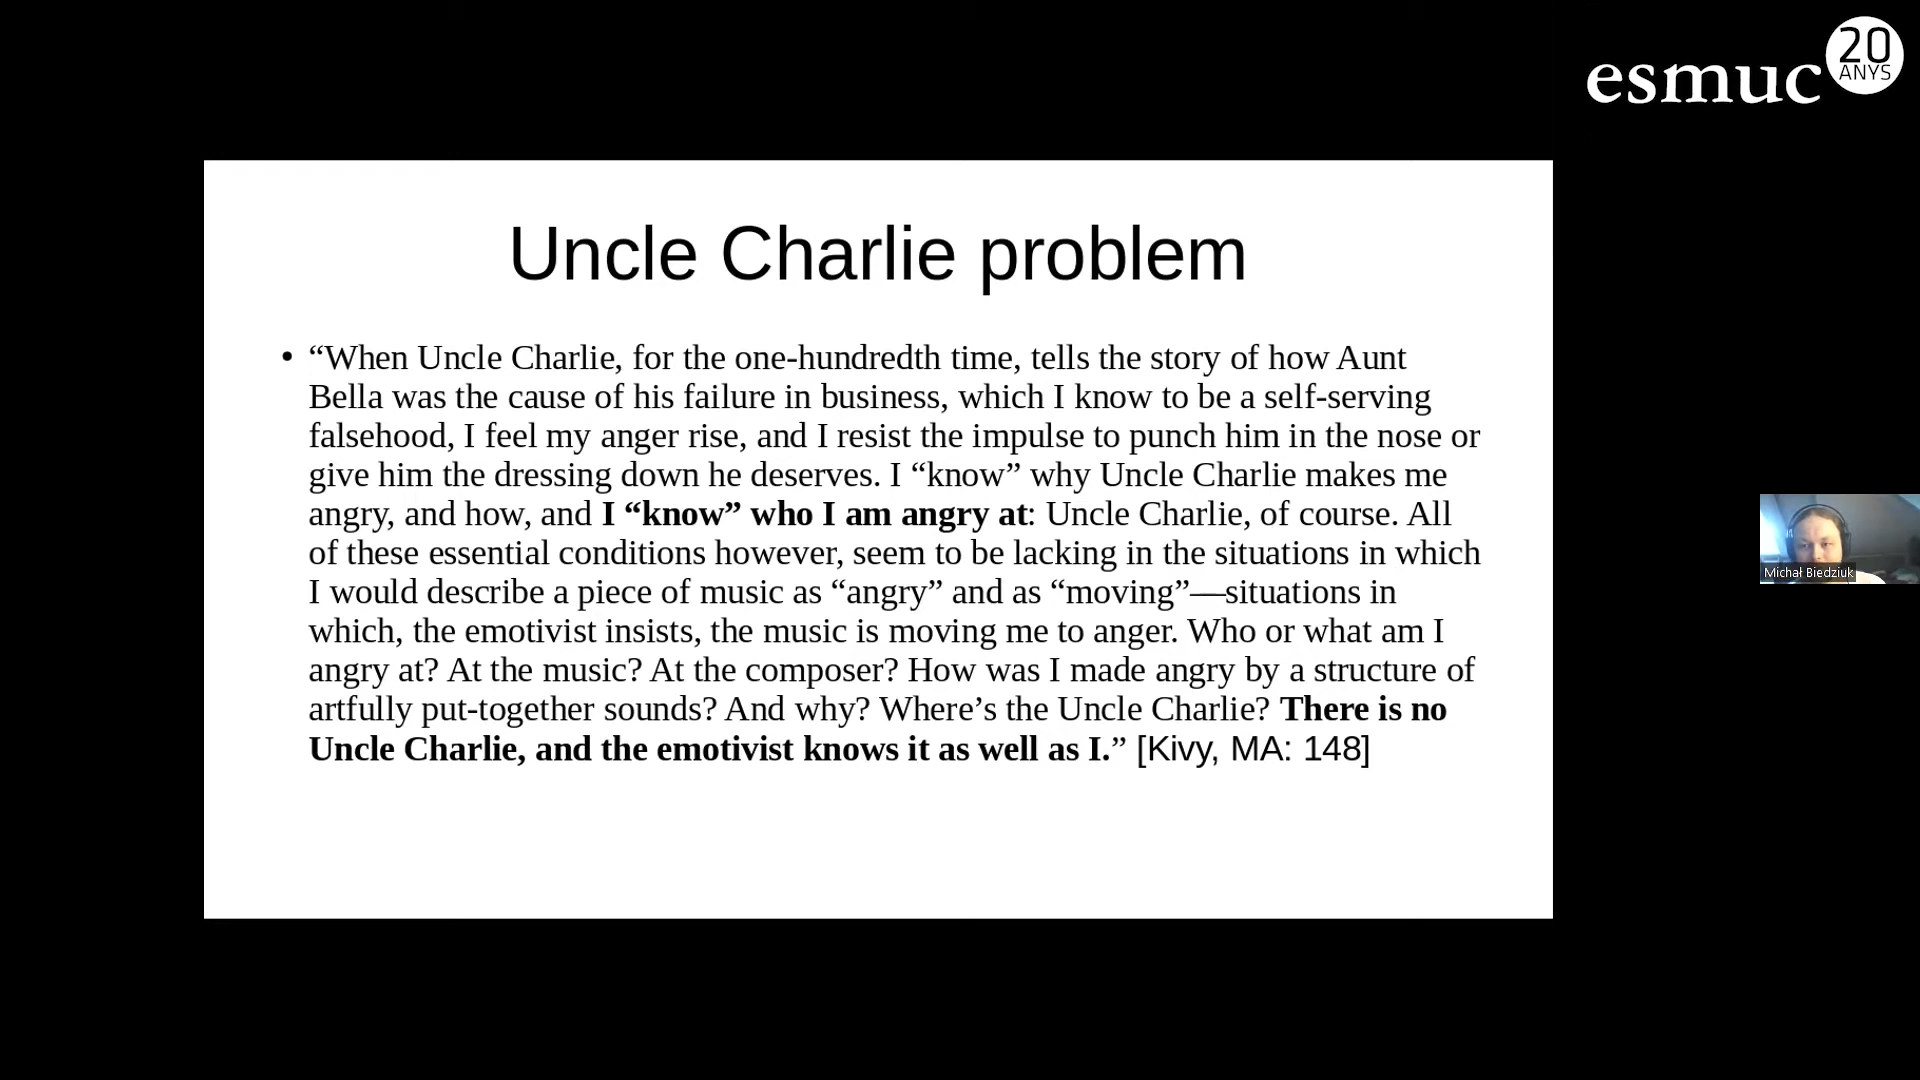 esmuc
20
ANYS
Uncle Charlie problem
• “When Uncle Charlie, for the one-hundredth time, tells the story of how Aunt
Bella was the cause of his failure in business, which I know to be a self-serving
falsehood, I feel my anger rise, and I resist the impulse to punch him in the nose or
give him the dressing down he deserves. I “know” why Uncle Charlie makes me
angry, and how, and I “know” who I am angry at: Uncle Charlie, of course. All
of these essential conditions however, seem to be lacking in the situations in which
I would describe a piece of music as “angry” and as “moving”—situations in
which, the emotivist insists, the music is moving me to anger. Who or what am I
angry at? At the music? At the composer? How was I made angry by a structure of
artfully put-together sounds? And why? Where’s the Uncle Charlie? There is no
Uncle Charlie, and the emotivist knows it as well as I.” [Kivy, MA: 148]
Michał Biedziuk